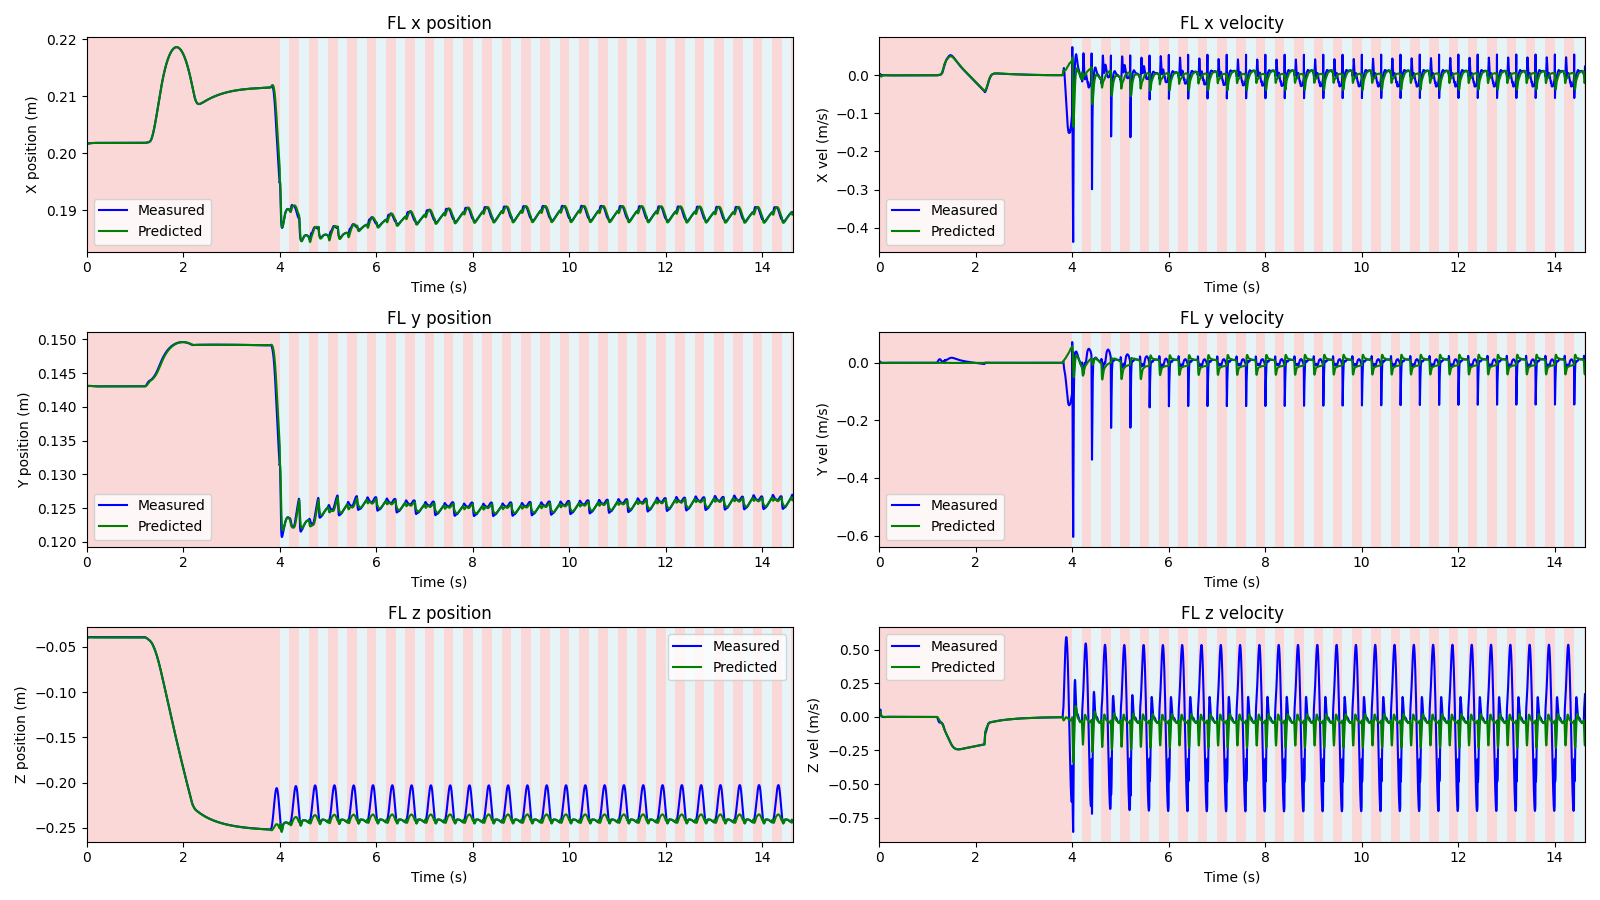 FL x position
0.22
0.21
0.20
0.19
X position (m)
Measured
Predicted
0 2 4 6 8 10 12 14
Time (s)
FL x velocity
0.0
−0.1
−0.2
−0.3
−0.4
X vel (m/s)
Measured
Predicted
0 2 4 6 8 10 12 14
Time (s)
FL y position
0.150
0.145
0.140
0.135
0.130
0.125
0.120
Y position (m)
Measured
Predicted
0 2 4 6 8 10 12 14
Time (s)
FL y velocity
0.0
−0.2
−0.4
−0.6
Y vel (m/s)
Measured
Predicted
0 2 4 6 8 10 12 14
Time (s)
FL z position
−0.05
−0.10
−0.15
−0.20
−0.25
Z position (m)
Measured
Predicted
0 2 4 6 8 10 12 14
Time (s)
FL z velocity
0.50
0.25
0.00
−0.25
−0.50
−0.75
Z vel (m/s)
Measured
Predicted
0 2 4 6 8 10 12 14
Time (s)